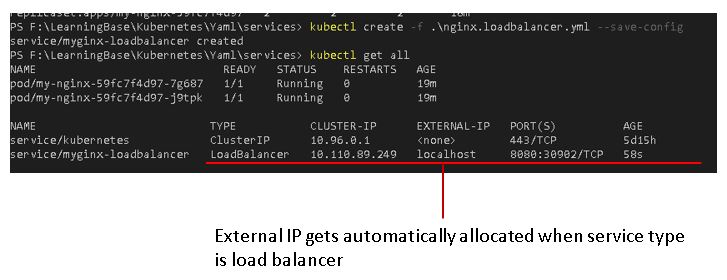 replicaset.apps/my-nginx-59fc7f4d97 2 2 2 18m
PS F:\LearningBase\Kubernetes\Yaml\services> kubectl create -f .\nginx.loadbalancer.yml --save-config
service/myginx-loadbalancer created
PS F:\LearningBase\Kubernetes\Yaml\services> kubectl get all
NAME READY STATUS RESTARTS AGE
pod/my-nginx-59fc7f4d97-7g687 1/1 Running 0 19m
pod/my-nginx-59fc7f4d97-j9tpk 1/1 Running 0 19m
NAME TYPE CLUSTER-IP EXTERNAL-IP PORT(S) AGE
service/kubernetes ClusterIP 10.96.0.1 <none> 443/TCP 5d15h
service/myginx-loadbalancer LoadBalancer 10.110.89.249 localhost 8080:30902/TCP 58s
External IP gets automatically allocated when service type
is load balancer